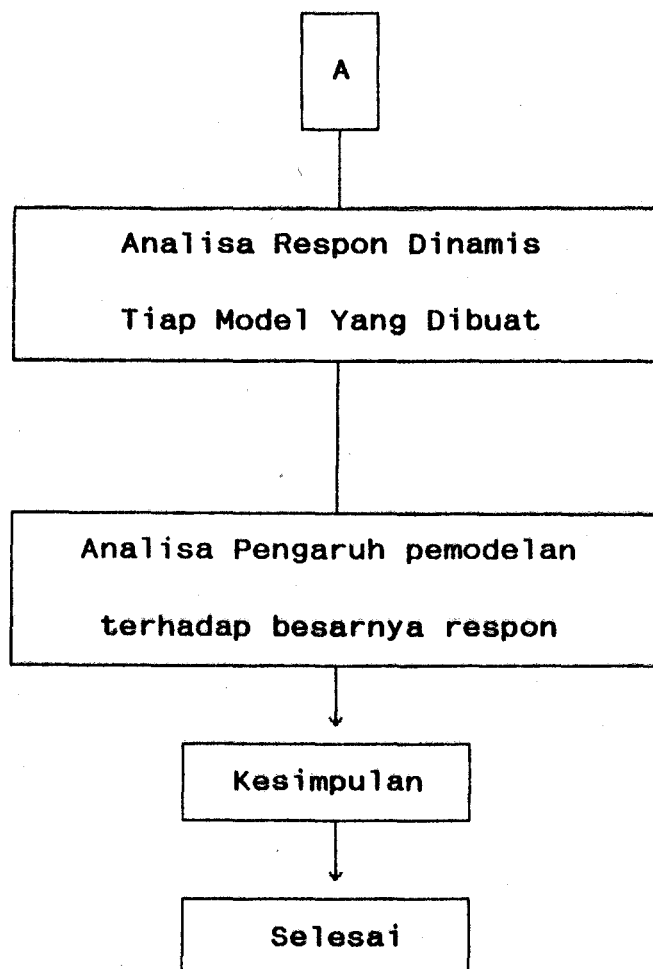 A
Analisa Respon Dinamis
Tiap Model Yang Dibuat
Analisa Pengaruh pemodelan
terhadap besarnya respon
Kesimpulan
Selesai